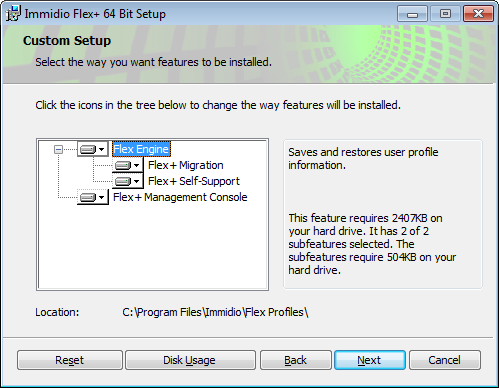 Immidio Flex+ 64 Bit Setup
Custom Setup
Select the way you want features to be installed.
Click the icons in the tree below to change the way features will be installed.
Flex Engine
Flex+ Migration
Flex+ Self-Support
Flex+ Management Console
Saves and restores user profile
information.
This feature requires 2407KB on
your hard drive. It has 2 of 2
subfeatures selected. The
subfeatures require 504KB on your
hard drive.
Location: C:\Program Files\Immidio\Flex Profiles\
Reset Disk Usage Back Next Cancel